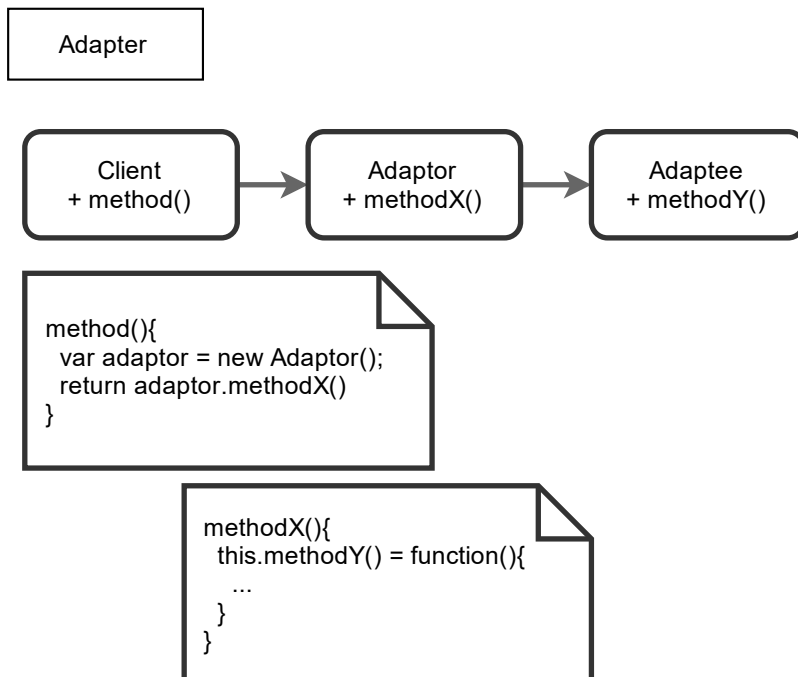 Adapter
Client
+ method()
Adaptor
+ methodX()
Adaptee
+ methodY()
method(){
  var adaptor = new Adaptor();
  return adaptor.methodX()
}
methodX(){
  this.methodY() = function(){
    ...
  }
}